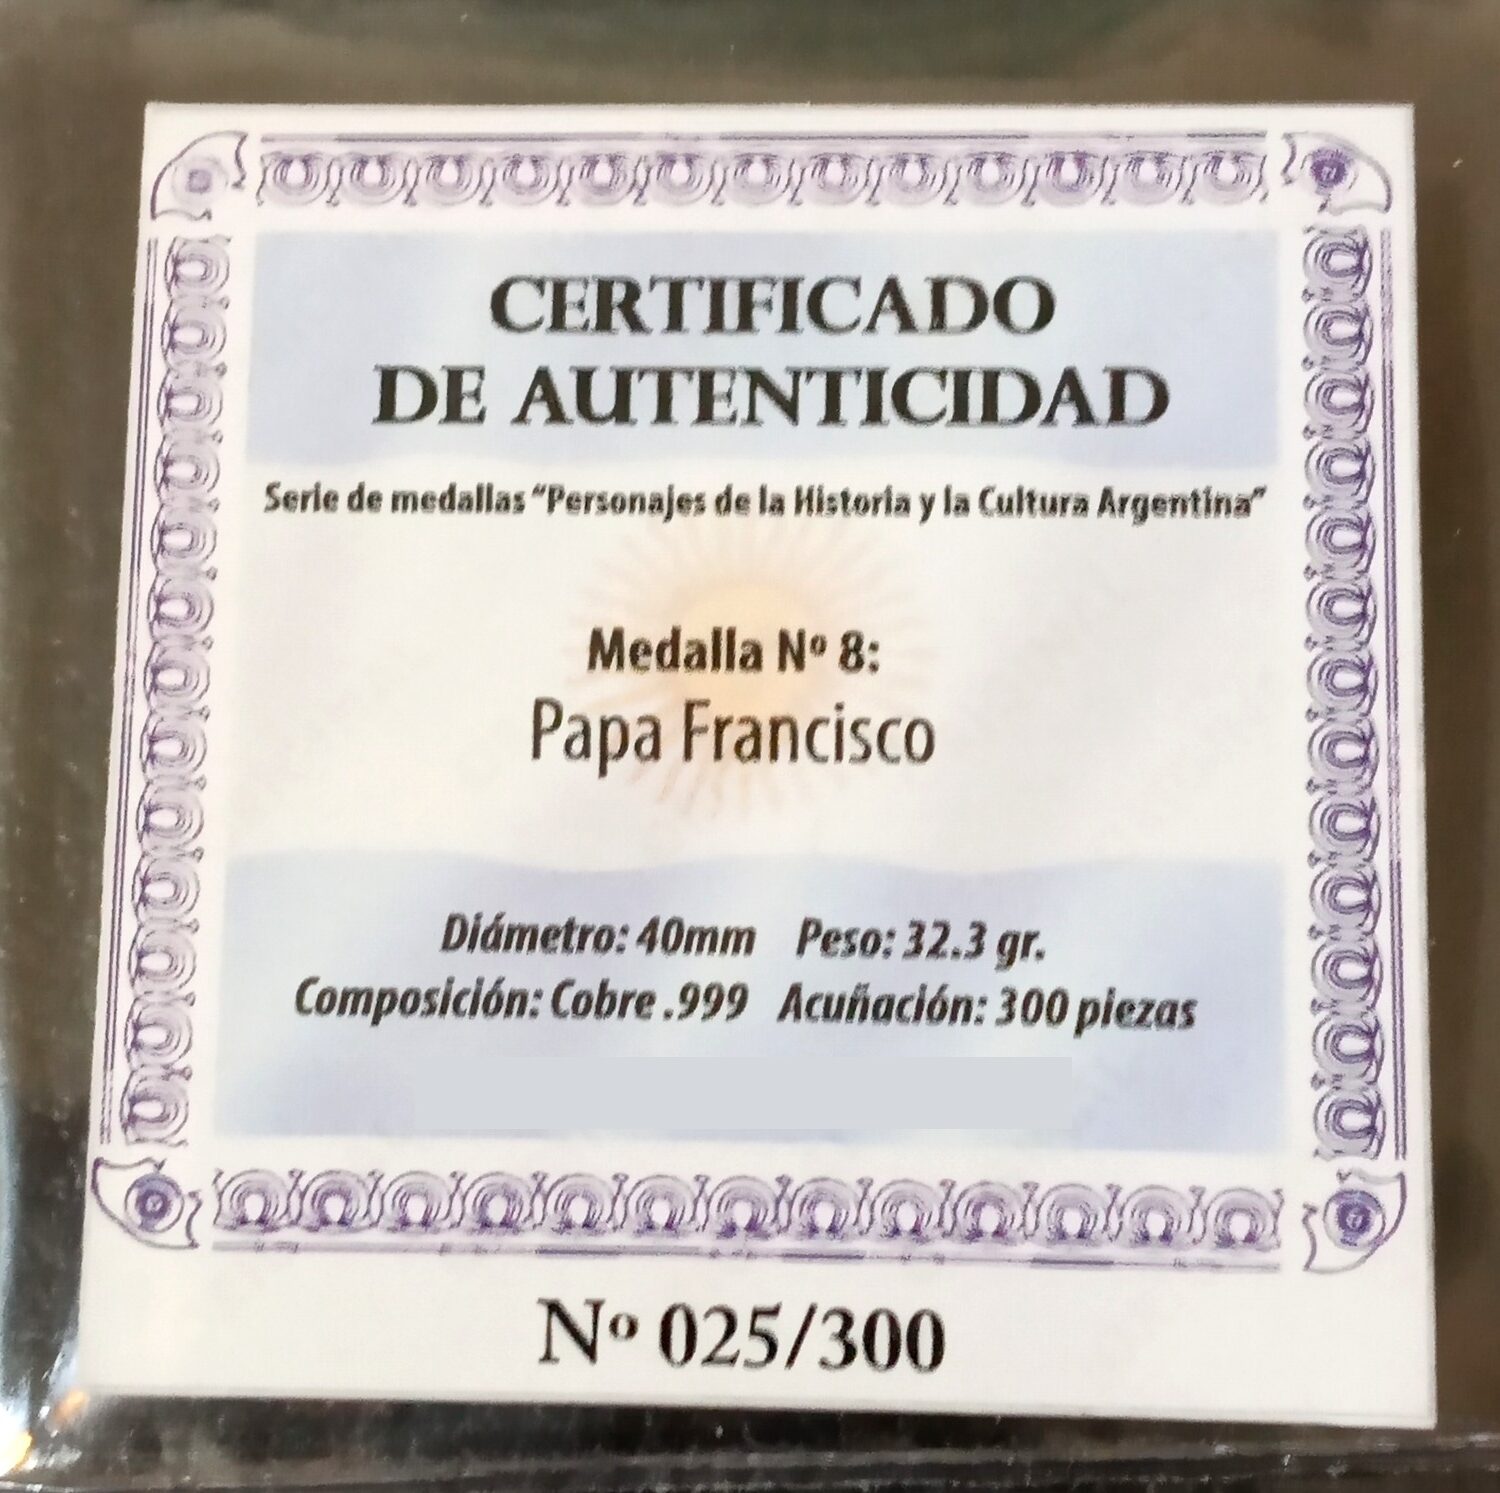 CERTIFICADO
DE AUTENTICIDAD
Serie de medallas "Personajes de la Historia y la Cultura Argentina"
Medalla Nº 8:
Papa Francisco
Diámetro: 40mm Peso: 32.3 gr.
Composición: Cobre .999 Acuñación: 300 piezas
Nº 025/300